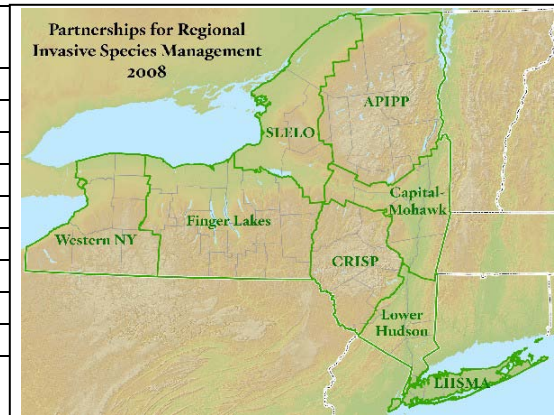 Partnerships for Regional
Invasive Species Management
2008
APIPP
SLELO
Capital-
Mohawk
Finger Lakes
Western NY
CRISP
Lower
Hudson
LIISMA